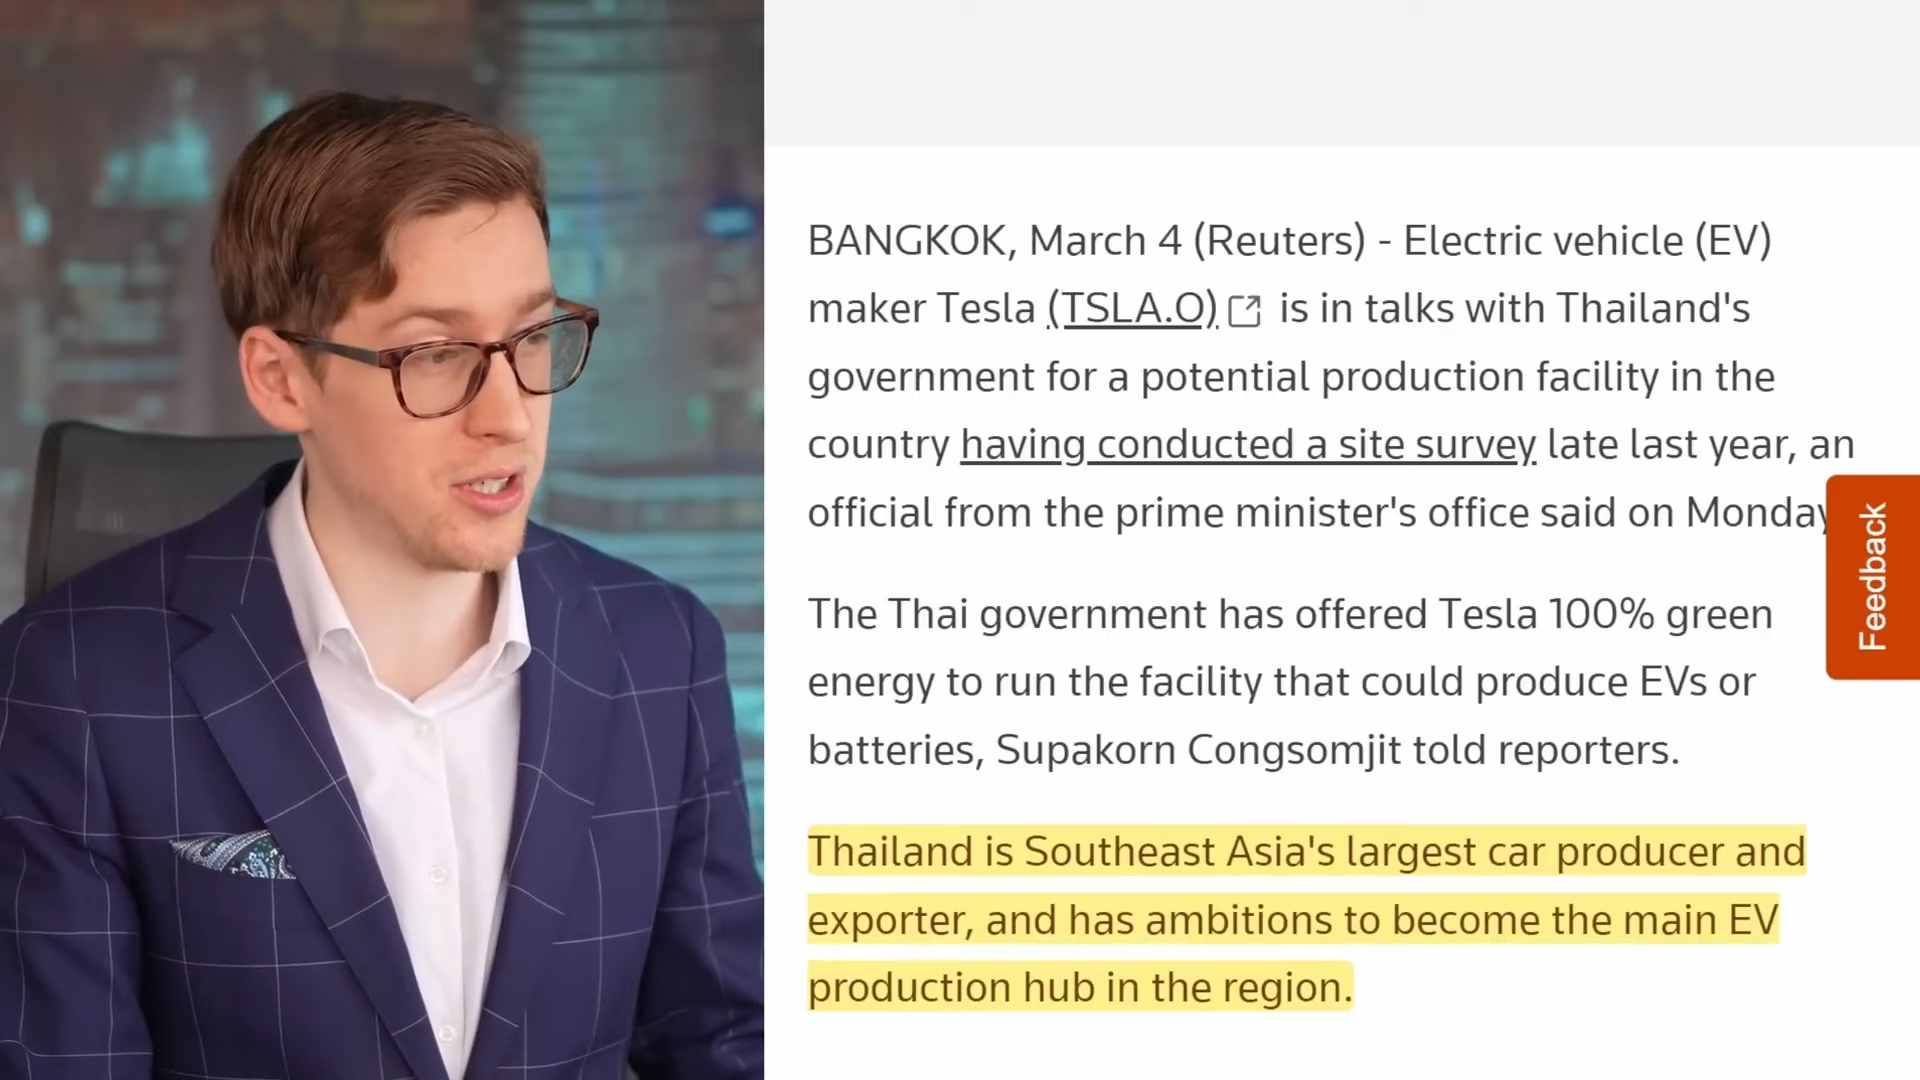 BANGKOK, March 4 (Reuters) - Electric vehicle (EV)
maker Tesla (TSLA.O) is in talks with Thailand's
government for a potential production facility in the
country having conducted a site survey late last year, an
official from the prime minister's office said on Monday
Feedback
The Thai government has offered Tesla 100% green
energy to run the facility that could produce EVs or
batteries, Supakorn Congsomjit told reporters.
Thailand is Southeast Asia's largest car producer and
exporter, and has ambitions to become the main EV
production hub in the region.